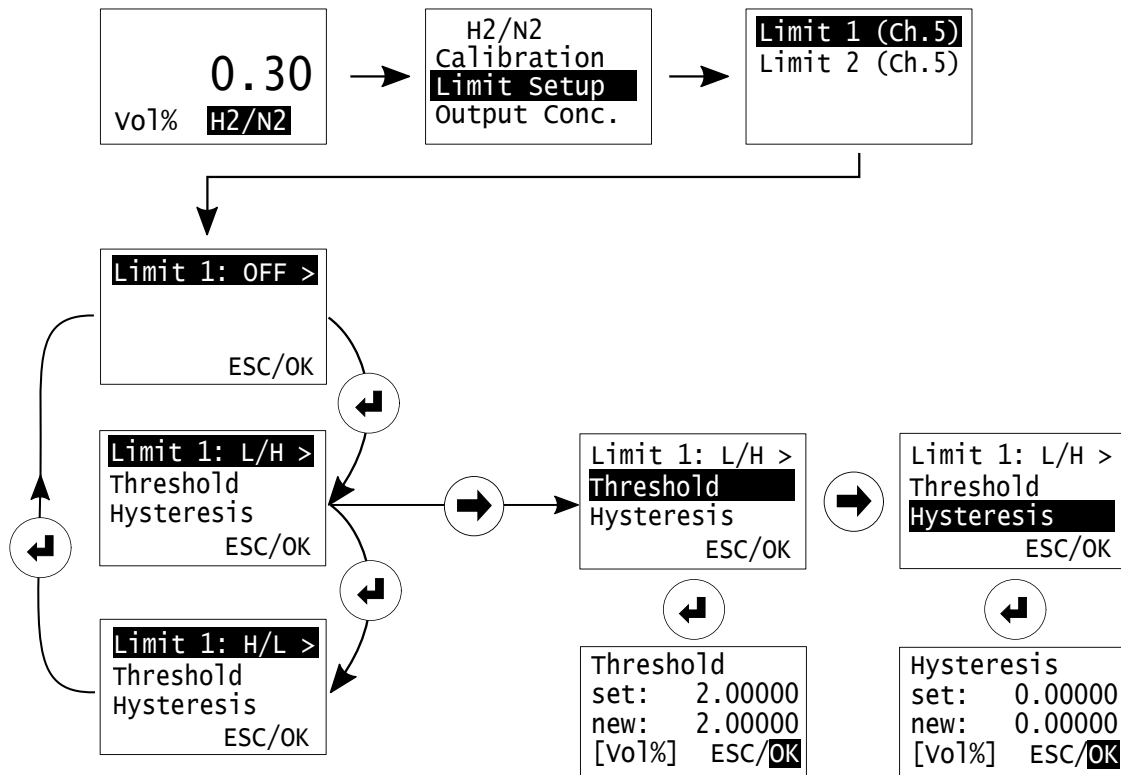 0.30
Vol% H2/N2
H2/N2
Calibration
Limit Setup
Output Conc.
Limit 1 (Ch.5)
Limit 2 (Ch.5)
Limit 1: OFF >
ESC/OK
Limit 1: L/H >
Threshold
Hysteresis
ESC/OK
Limit 1: H/L >
Threshold
Hysteresis
ESC/OK
Limit 1: L/H >
Threshold
Hysteresis
ESC/OK
Limit 1: L/H >
Threshold
Hysteresis
ESC/OK
Threshold
set: 2.00000
new: 2.00000
[Vol%] ESC/OK
Hysteresis
set: 0.00000
new: 0.00000
[Vol%] ESC/OK